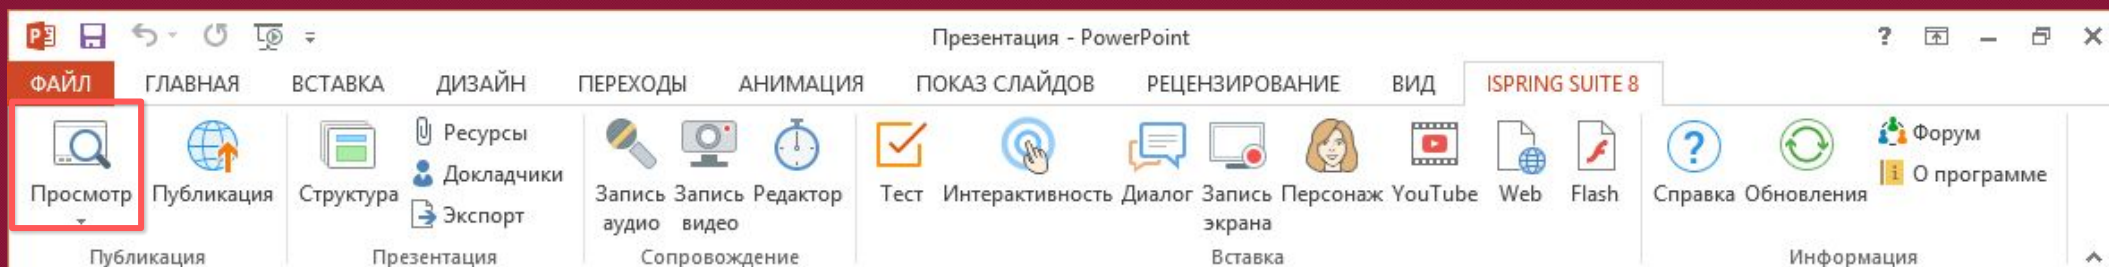 Презентация - PowerPoint
ФАЙЛ ГЛАВНАЯ ВСТАВКА ДИЗАЙН ПЕРЕХОДЫ АНИМАЦИЯ ПОКАЗ СЛАЙДОВ РЕЦЕНЗИРОВАНИЕ ВИД ISPRING SUITE 8
Просмотр
Публикация
Публикация
Структура
Ресурсы
Докладчики
Экспорт
Презентация
Запись
аудио
Запись
видео
Редактор
Сопровождение
Тест
Интерактивность
Диалог
Запись
экрана
Персонаж
YouTube
Web
Flash
Вставка
Справка
Обновления
Форум
О программе
Информация